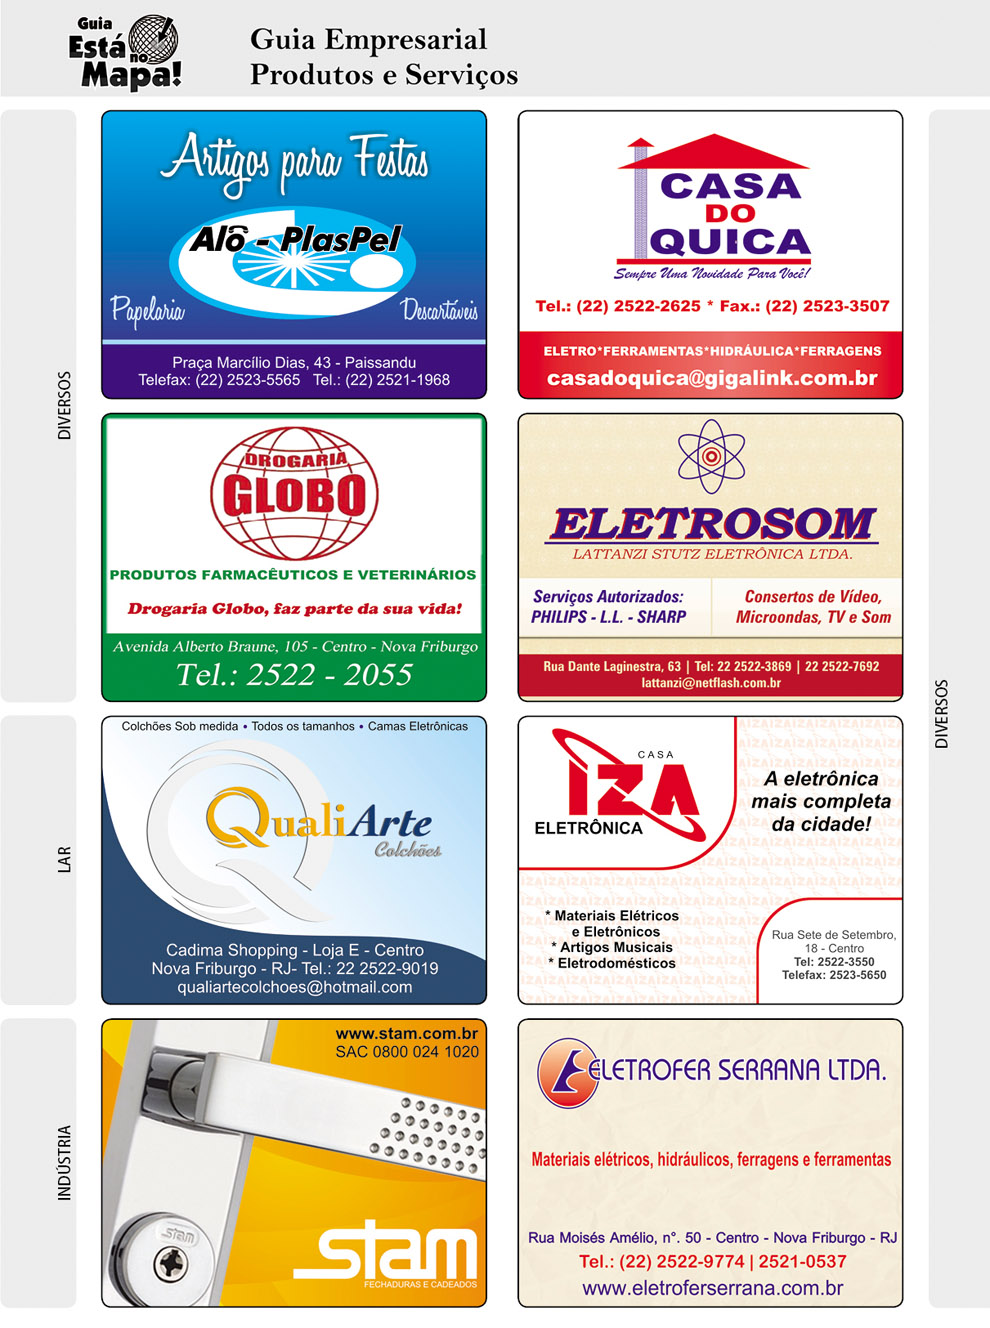 Guia
Está
no
Mapa!
Guia Empresarial
Produtos e Serviços
DIVERSOS
Artigos para Festas
Alô - PlasPel
Papelaria
Descartáveis
Praça Marcílio Dias, 43 - Paissandu
Telefax: (22) 2523-5565 Tel.: (22) 2521-1968
CASA
DO
QUICA
Sempre Uma Novidade Para Você!
Tel.: (22) 2522-2625 * Fax.: (22) 2523-3507
ELETRO*FERRAMENTAS*HIDRÁULICA*FERRAGENS
casadoquica@gigalink.com.br
DROGARIA
GLOBO
PRODUTOS FARMACÊUTICOS E VETERINÁRIOS
Drogaria Globo, faz parte da sua vida!
Avenida Alberto Braune, 105 - Centro - Nova Friburgo
Tel.: 2522 - 2055
ELETROSOM
LATTANZI STUTZ ELETRÔNICA LTDA.
Serviços Autorizados:
PHILIPS - L.L. - SHARP
Consertos de Vídeo,
Microondas, TV e Som
Rua Dante Laginestra, 63 | Tel: 22 2522-3869 | 22 2522-7692
lattanzi@netflash.com.br
DIVERSOS
LAR
Colchões Sob medida • Todos os tamanhos • Camas Eletrônicas
QualiArte
Colchões
Cadima Shopping - Loja E - Centro
Nova Friburgo - RJ- Tel.: 22 2522-9019
qualiartecolchoes@hotmail.com
CASA
IZA
ELETRÔNICA
A eletrônica
mais completa
da cidade!
* Materiais Elétricos
e Eletrônicos
* Artigos Musicais
* Eletrodomésticos
Rua Sete de Setembro,
18 - Centro
Tel: 2522-3550
Telefax: 2523-5650
INDÚSTRIA
www.stam.com.br
SAC 0800 024 1020
stam
stam
FECHADURAS E CADEADOS
ELETROFER SERRANA LTDA.
Materiais elétricos, hidráulicos, ferragens e ferramentas
Rua Moisés Amélio, n°. 50 - Centro - Nova Friburgo - RJ
Tel.: (22) 2522-9774 | 2521-0537
www.eletroferserrana.com.br